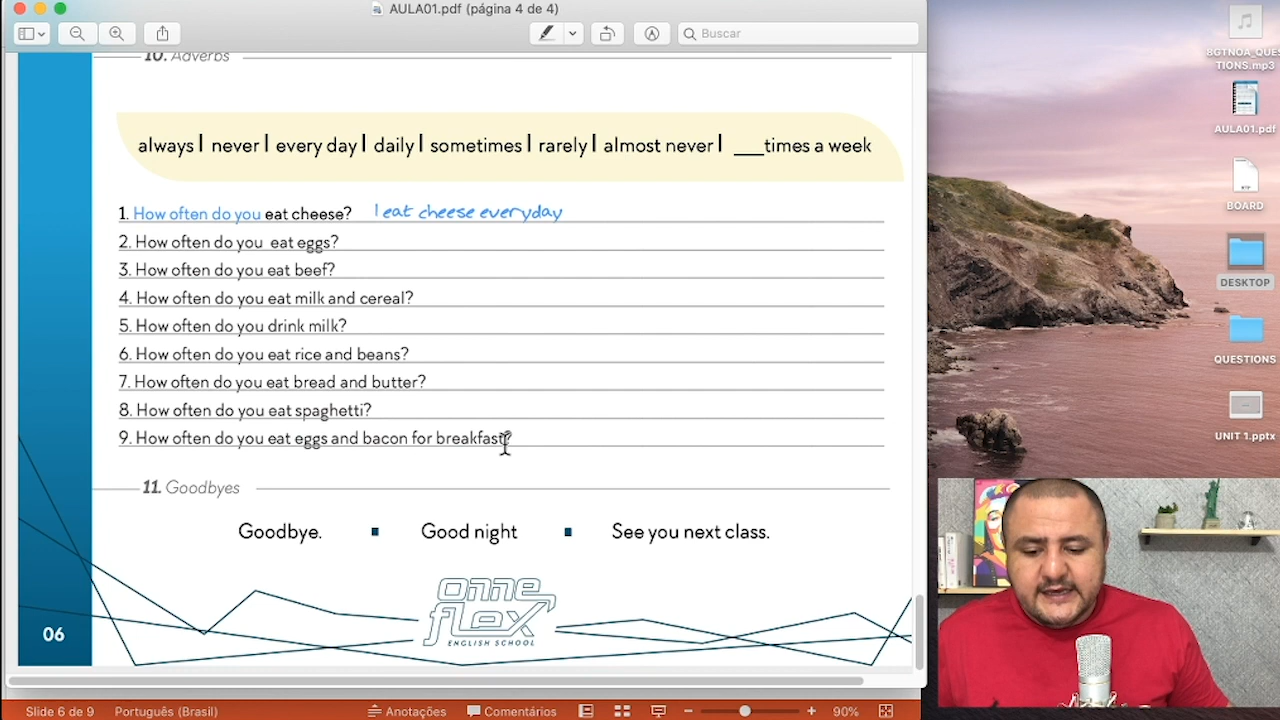 AULA01.pdf (página 4 de 4)
Buscar
10. Adverbs
always | never | every day | daily | sometimes | rarely | almost never | ___times a week
1. How often do you eat cheese? I eat cheese everyday
2. How often do you eat eggs?
3. How often do you eat beef?
4. How often do you eat milk and cereal?
5. How often do you drink milk?
6. How often do you eat rice and beans?
7. How often do you eat bread and butter?
8. How often do you eat spaghetti?
9. How often do you eat eggs and bacon for breakfast?
11. Goodbyes
Goodbye. ■ Good night ■ See you next class.
onne
flex
ENGLISH SCHOOL
06
Slide 6 de 9 Português (Brasil) Anotações Comentários 90%
BGTNOA_QUES
TIONS.mp3
AULA01.pdf
BOARD
DESKTOP
QUESTIONS
UNIT 1.pptx